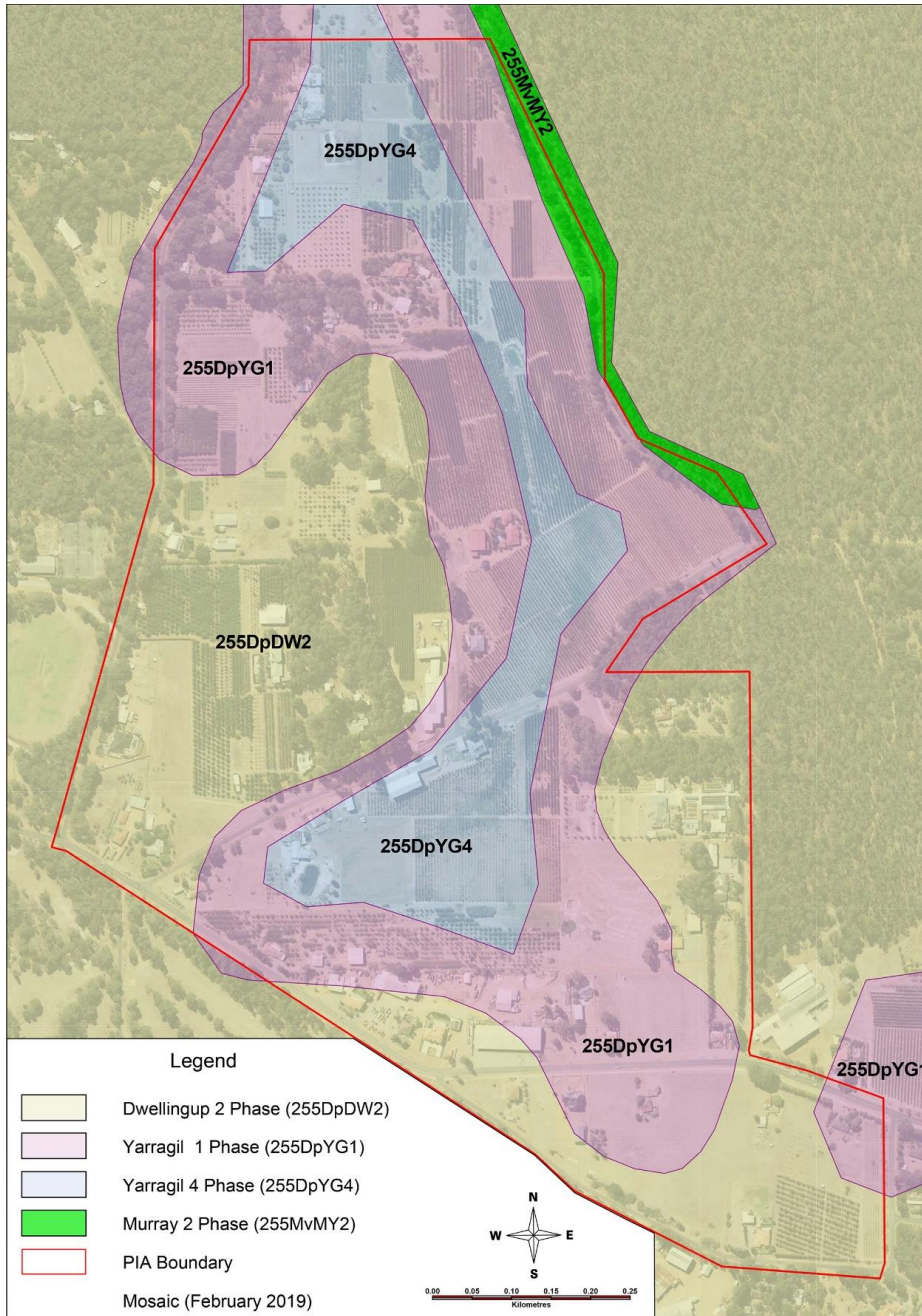 255MvMY2
255DpYG4
255DpYG1
255DpDW2
255DpYG4
255DpYG1
255DpYG1
Legend
Dwellingup 2 Phase (255DpDW2)
Yarragil 1 Phase (255DpYG1)
Yarragil 4 Phase (255DpYG4)
Murray 2 Phase (255MvMY2)
PIA Boundary
Mosaic (February 2019)
N
W E
S
0.00 0.05 0.10 0.15 0.20 0.25
Kilometres